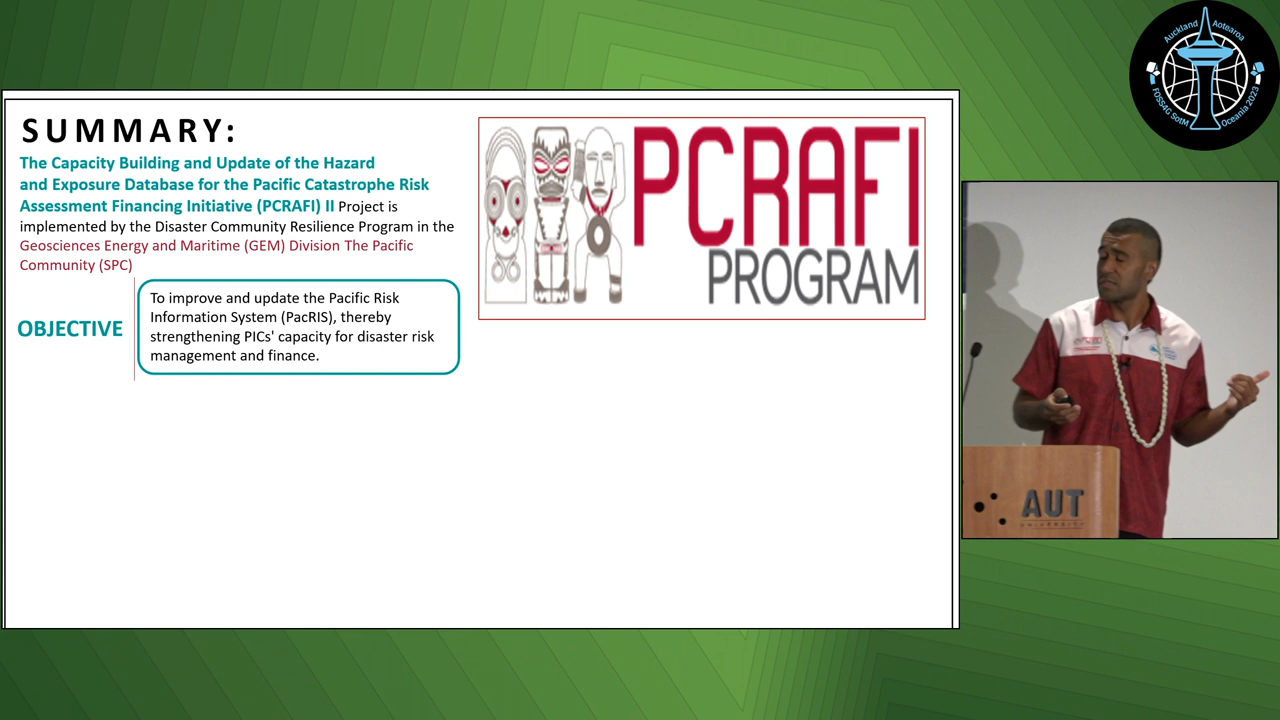 SUMMARY:
The Capacity Building and Update of the Hazard
and Exposure Database for the Pacific Catastrophe Risk
Assessment Financing Initiative (PCRAFI) II Project is
implemented by the Disaster Community Resilience Program in the
Geosciences Energy and Maritime (GEM) Division The Pacific
Community (SPC)
OBJECTIVE
To improve and update the Pacific Risk
Information System (PacRIS), thereby
strengthening PICs' capacity for disaster risk
management and finance.
PCRAFI
PROGRAM
Auckland Aotearoa
FOSS4G SotM Oceania 2023
AUT
UNIVERSITY